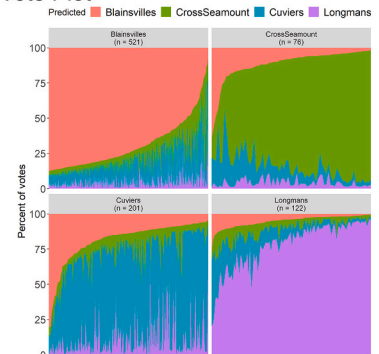 Predicted Blainsvilles CrossSeamount Cuviers Longmans
Blainsvilles
(n = 521)
CrossSeamount
(n = 76)
100
75
50
25
0
Cuviers
(n = 201)
Longmans
(n = 122)
100
75
50
25
0
Percent of votes